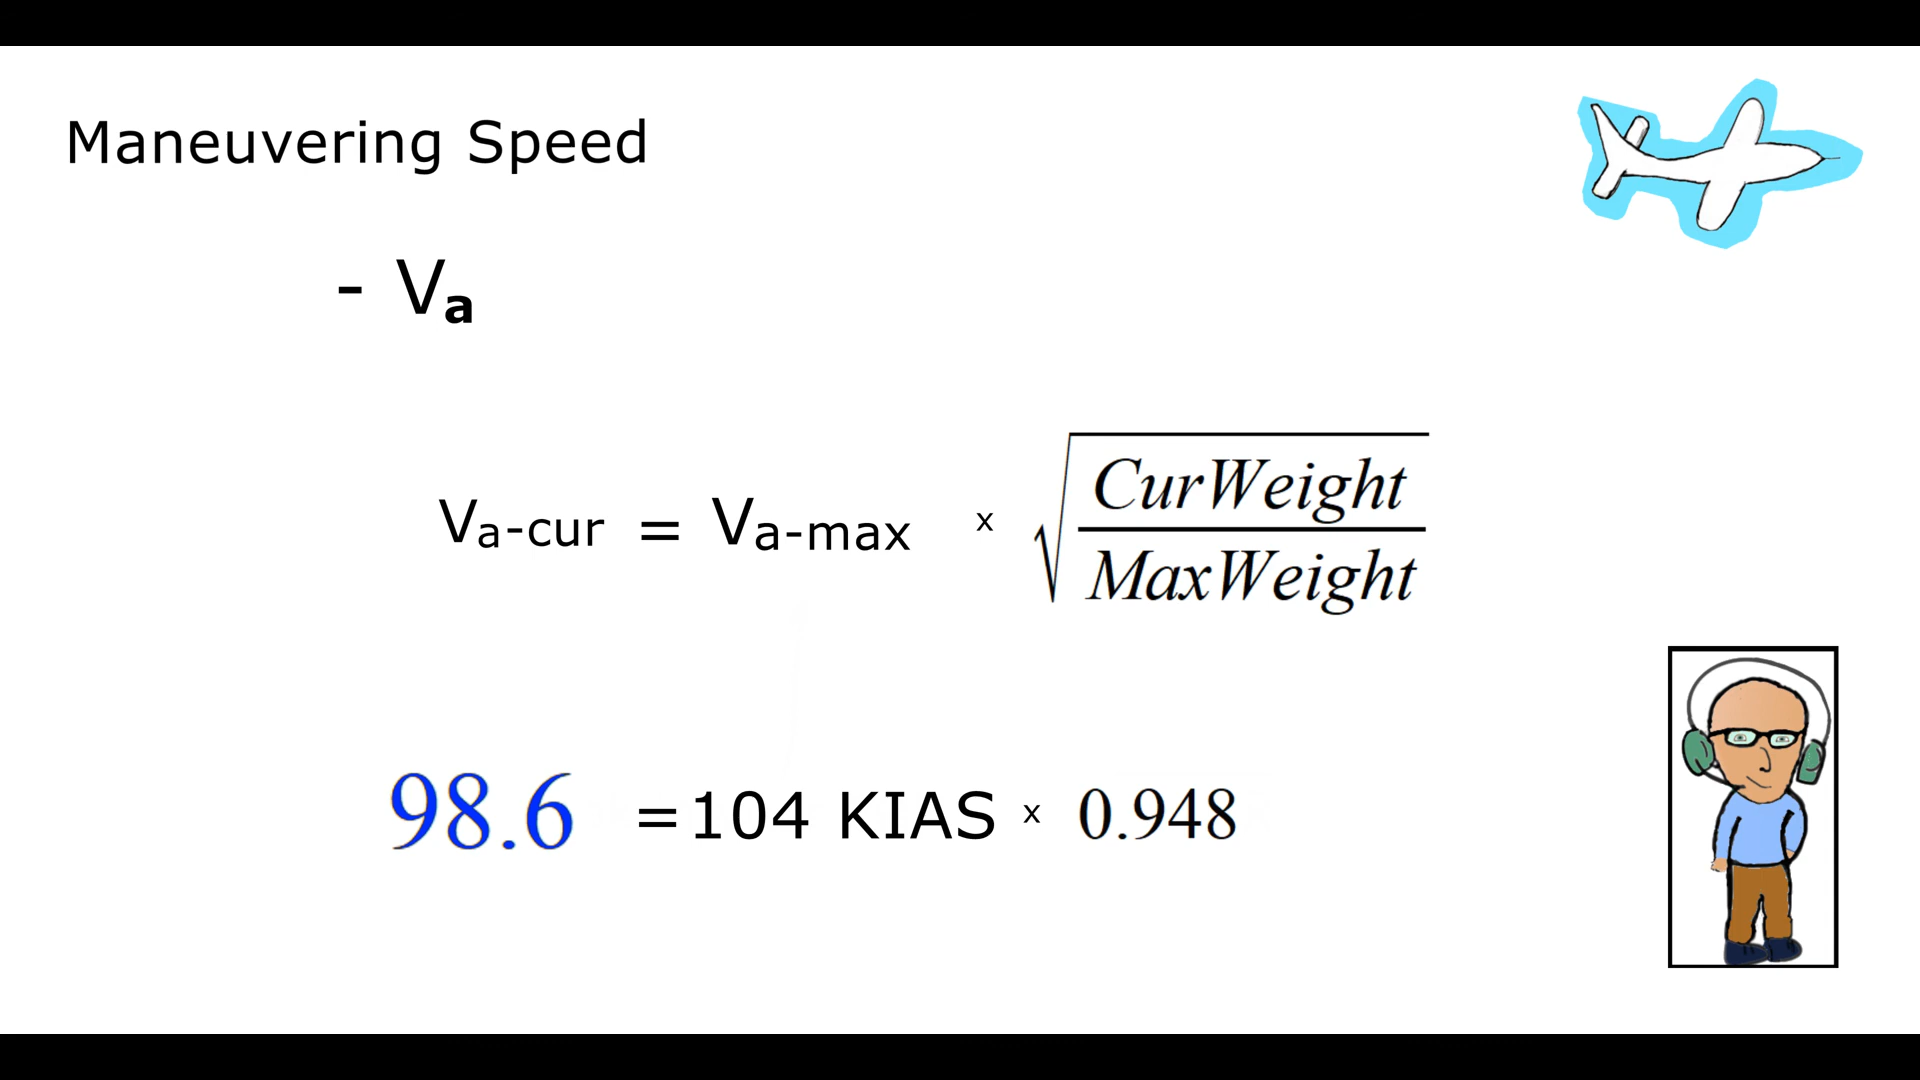 Maneuvering Speed
- Va
Va-cur = Va-max x √CurWeight/MaxWeight
98.6 = 104 KIAS x 0.948